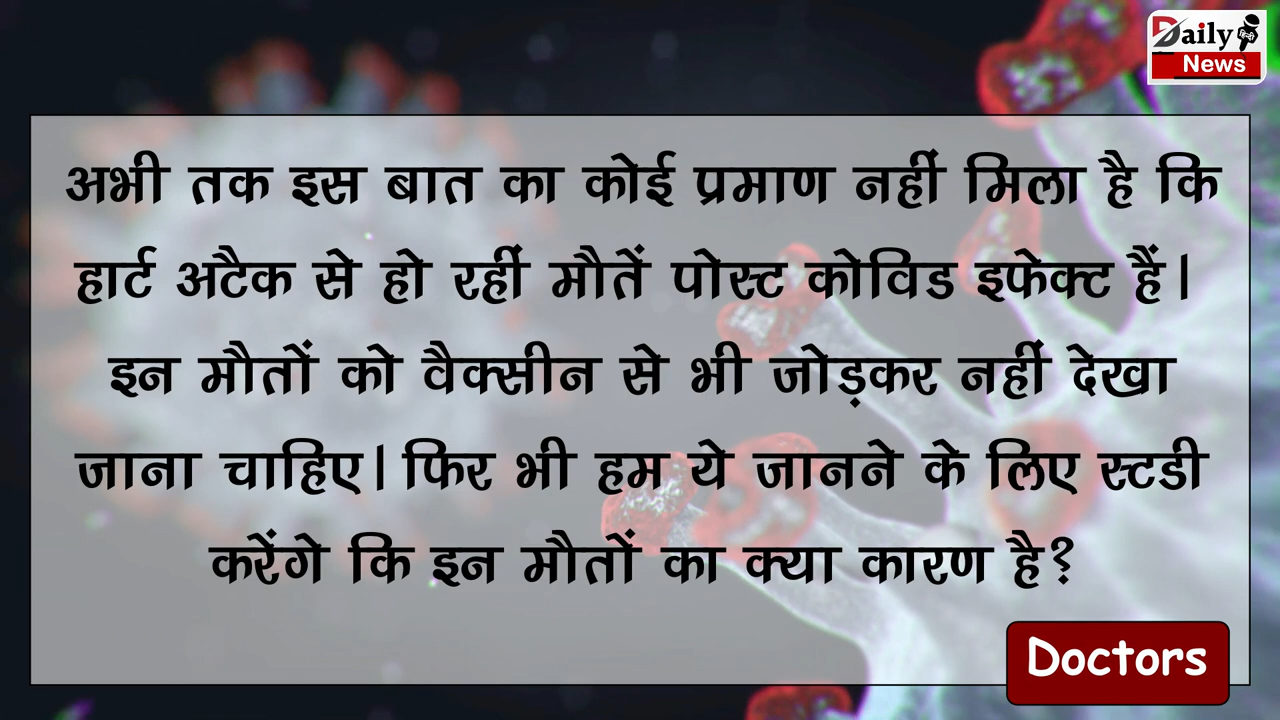 Daily
News
अभी तक इस बात का कोई प्रमाण नहीं मिला है कि
हार्ट अटैक से हो रहीं मौतें पोस्ट कोविड इफेक्ट हैं।
इन मौतों को वैक्सीन से भी जोड़कर नहीं देखा
जाना चाहिए। फिर भी हम ये जानने के लिए स्टडी
करेंगे कि इन मौतों का क्या कारण है?
Doctors